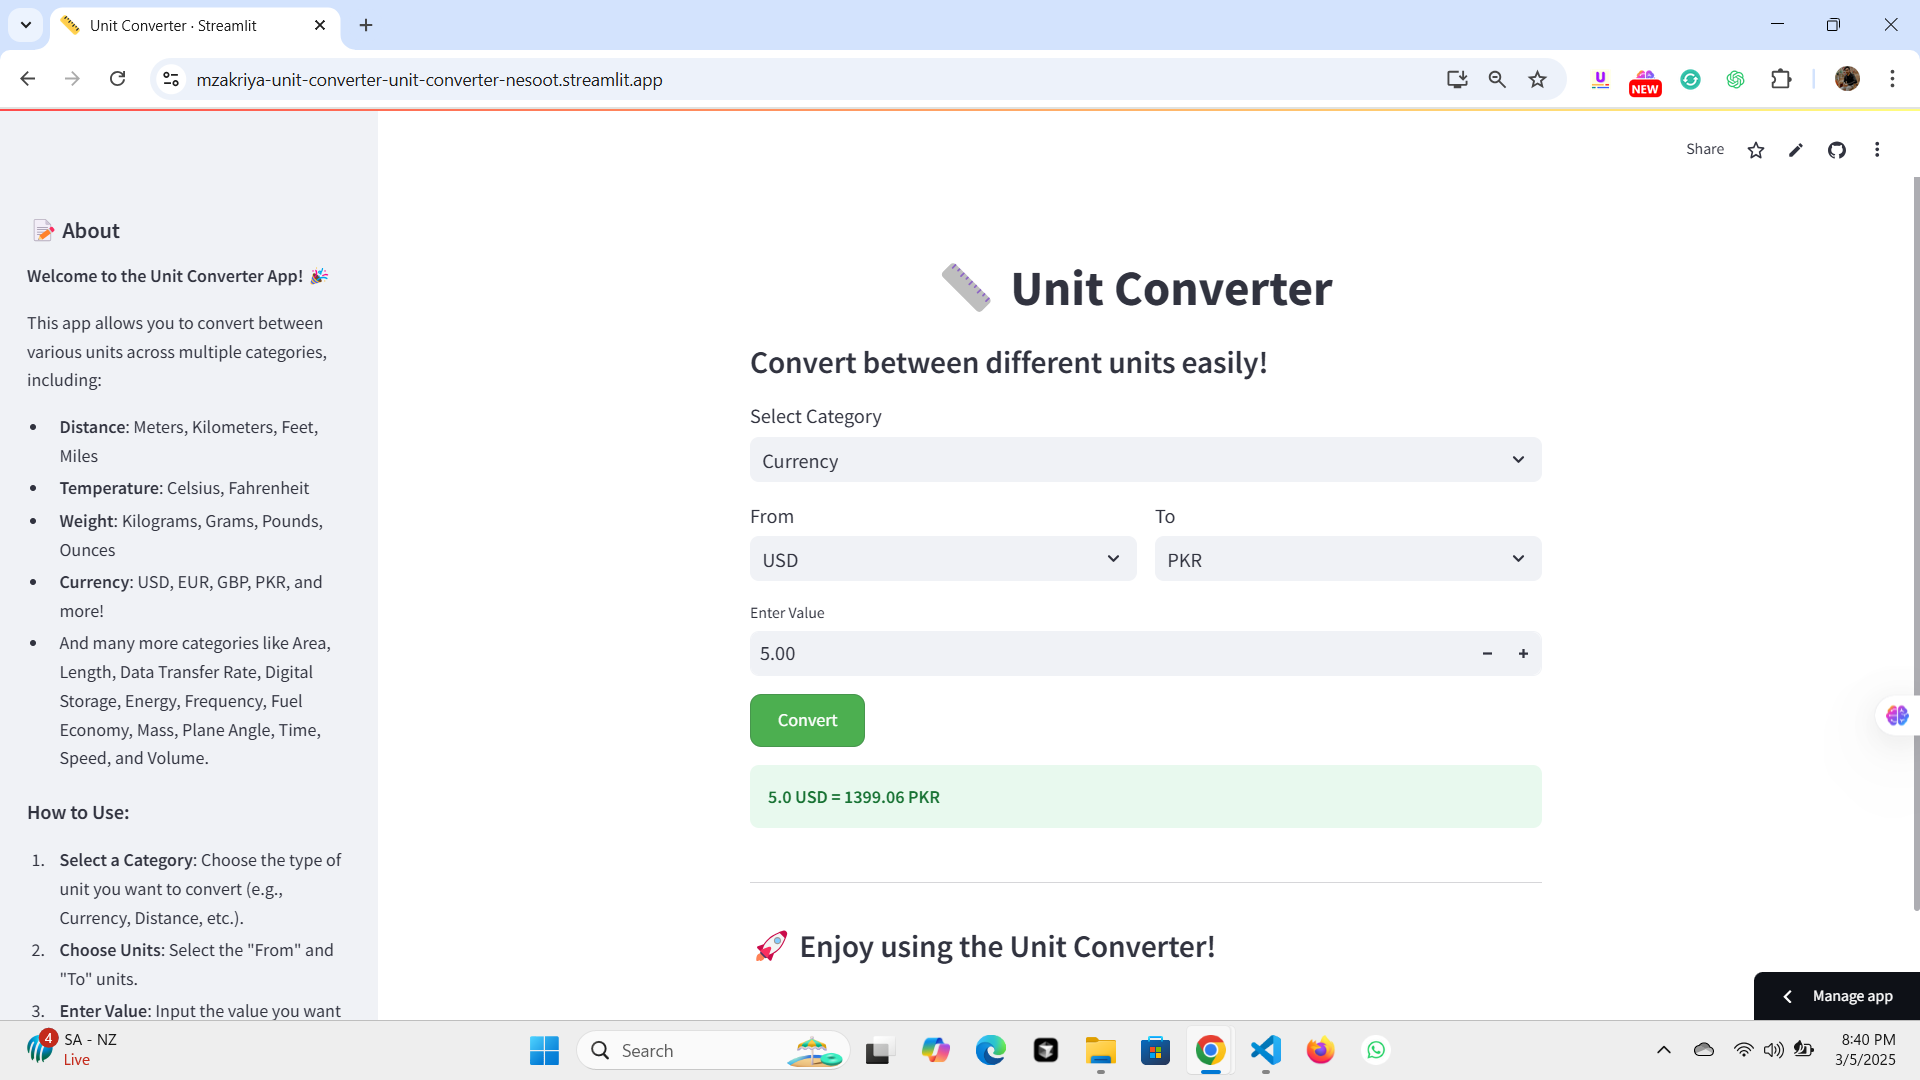 Unit Converter · Streamlit
mzakriya-unit-converter-unit-converter-nesoot.streamlit.app
U
NEW
Share
About
Welcome to the Unit Converter App!
This app allows you to convert between
various units across multiple categories,
including:
Distance: Meters, Kilometers, Feet,
Miles
Temperature: Celsius, Fahrenheit
Weight: Kilograms, Grams, Pounds,
Ounces
Currency: USD, EUR, GBP, PKR, and
more!
And many more categories like Area,
Length, Data Transfer Rate, Digital
Storage, Energy, Frequency, Fuel
Economy, Mass, Plane Angle, Time,
Speed, and Volume.
How to Use:
1. Select a Category: Choose the type of
unit you want to convert (e.g.,
Currency, Distance, etc.).
2. Choose Units: Select the "From" and
"To" units.
3. Enter Value: Input the value you want
Unit Converter
Convert between different units easily!
Select Category
Currency
From
To
USD
PKR
Enter Value
5.00
Convert
5.0 USD = 1399.06 PKR
Enjoy using the Unit Converter!
Manage app
4
SA - NZ
Live
Search
8:40 PM
3/5/2025